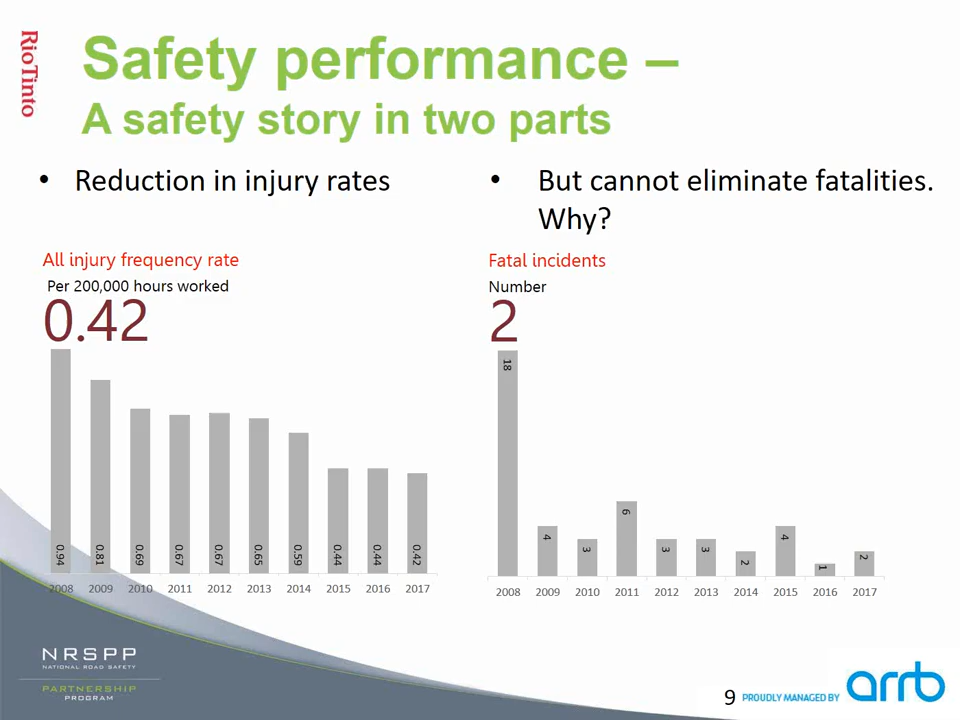 RioTinto
Safety performance –
A safety story in two parts
• Reduction in injury rates
• But cannot eliminate fatalities.
Why?
All injury frequency rate
Per 200,000 hours worked
0.42
0.94 0.81 0.69 0.67 0.67 0.65 0.59 0.44 0.44 0.42
2008 2009 2010 2011 2012 2013 2014 2015 2016 2017
Fatal incidents
Number
2
18 4 3 6 3 3 2 4 1 2
2008 2009 2010 2011 2012 2013 2014 2015 2016 2017
NRSPP
NATIONAL ROAD SAFETY
PARTNERSHIP
PROGRAM
9 PROUDLY MANAGED BY arrb